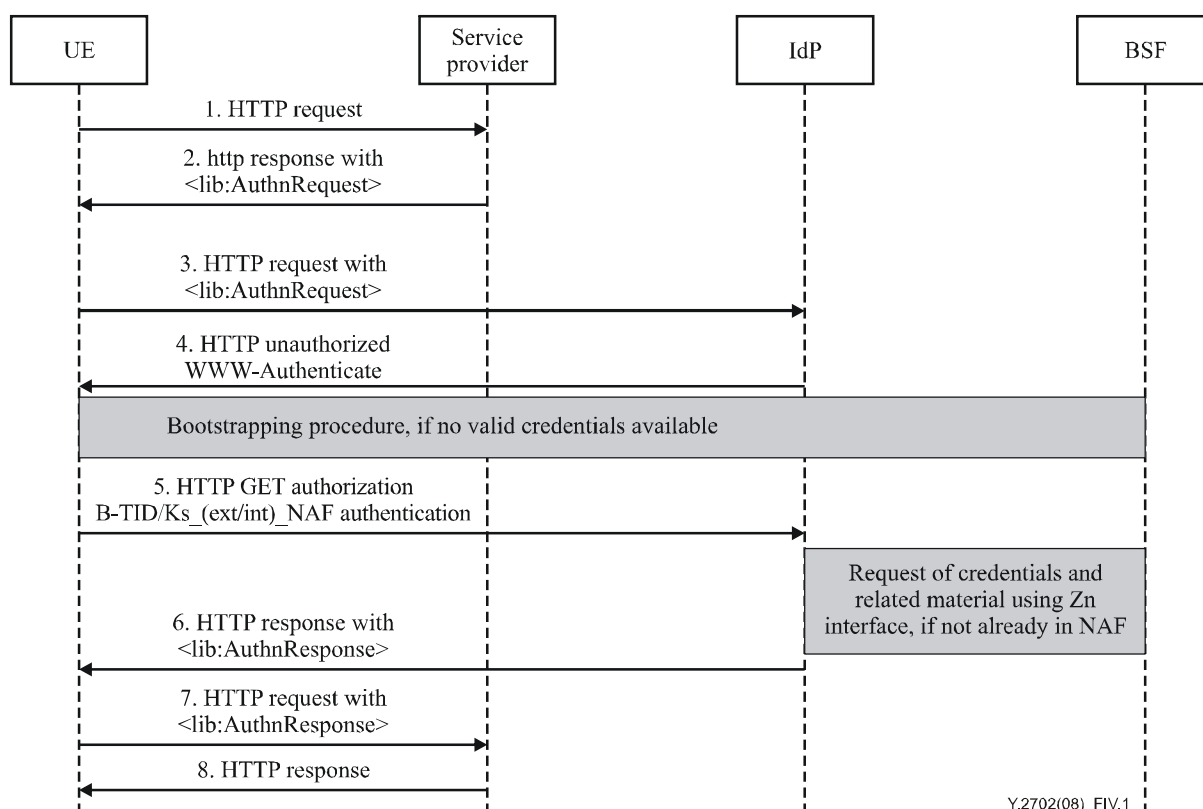 UE
Service
provider
IdP
BSF
1. HTTP request
2. http response with
<lib:AuthnRequest>
3. HTTP request with
<lib:AuthnRequest>
4. HTTP unauthorized
WWW-Authenticate
Bootstrapping procedure, if no valid credentials available
5. HTTP GET authorization
B-TID/Ks_(ext/int)_NAF authentication
Request of credentials and
related material using Zn
interface, if not already in NAF
6. HTTP response with
<lib:AuthnResponse>
7. HTTP request with
<lib:AuthnResponse>
8. HTTP response
Y.2702(08)_FIV.1